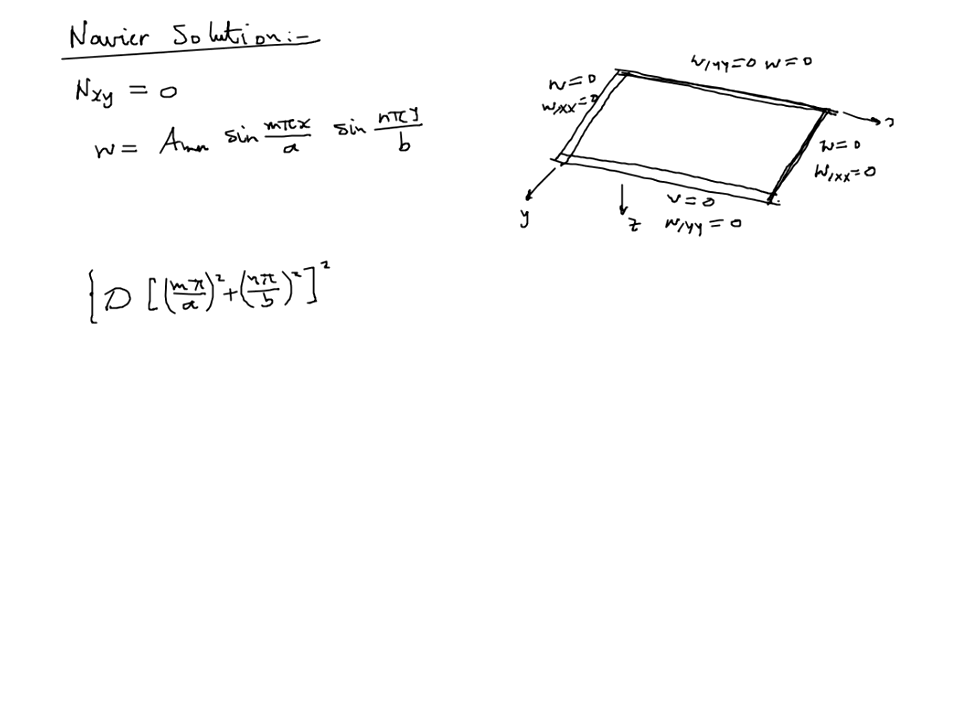 Navier Solution:-
Nxy = 0
w = Amn sin mπx/a sin nπy/b
{D [(mπ/a)²+(nπ/b)²]²
w,yy=0 w=0
w=0
w,xx=0
x
w=0
w,xx=0
w=0
w,yy=0
y
z